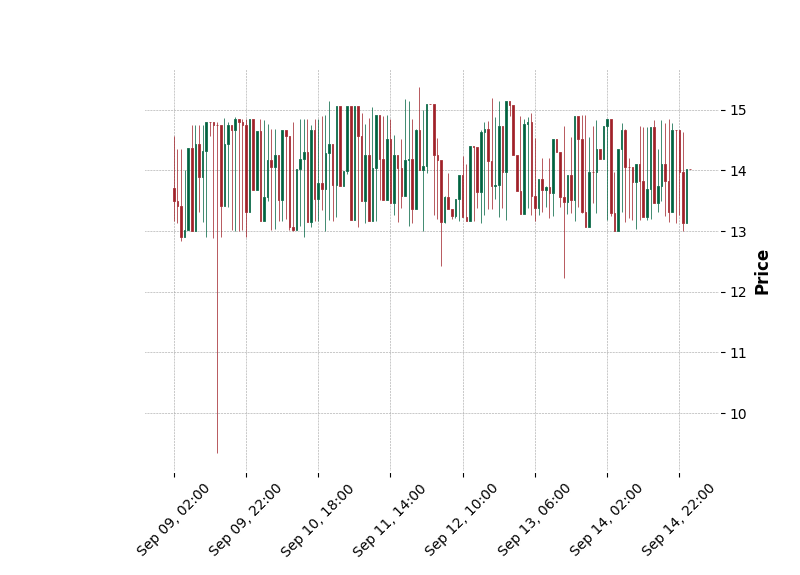 15
14
13
12
11
10
Price
Sep 09, 02:00
Sep 09, 22:00
Sep 10, 18:00
Sep 11, 14:00
Sep 12, 10:00
Sep 13, 06:00
Sep 14, 02:00
Sep 14, 22:00